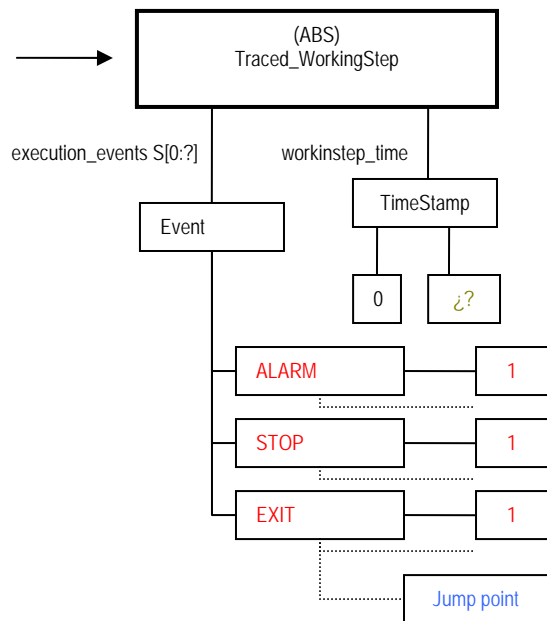 (ABS)
Traced_WorkingStep
execution_events S[0:?]
workinstep_time
Event
TimeStamp
0
¿?
ALARM
1
STOP
1
EXIT
1
Jump point